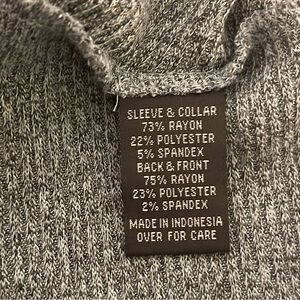 SLEEVE & COLLAR
73% RAYON
22% POLYESTER
5% SPANDEX
BACK & FRONT
75% RAYON
23% POLYESTER
2% SPANDEX
MADE IN INDONESIA
OVER FOR CARE